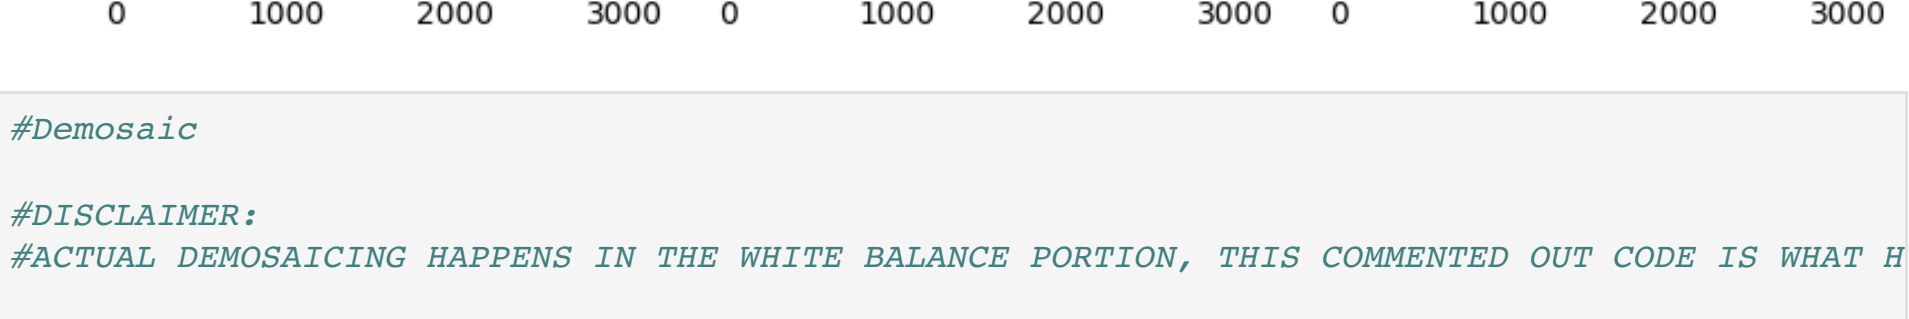 0 1000 2000 3000 0 1000 2000 3000 0 1000 2000 3000
#Demosaic
#DISCLAIMER:
#ACTUAL DEMOSAICING HAPPENS IN THE WHITE BALANCE PORTION, THIS COMMENTED OUT CODE IS WHAT H